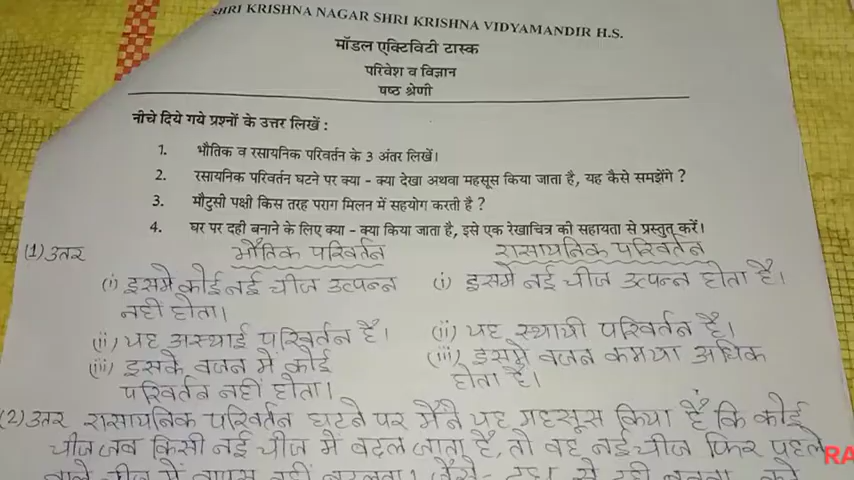 SHRI KRISHNA NAGAR SHRI KRISHNA VIDYAMANDIR H.S.
मॉडल एक्टिविटी टास्क
परिवेश व विज्ञान
षष्ठ श्रेणी
नीचे दिये गये प्रश्नों के उत्तर लिखें :
1. भौतिक व रसायनिक परिवर्तन के 3 अंतर लिखें।
2. रसायनिक परिवर्तन घटने पर क्या - क्या देखा अथवा महसूस किया जाता है, यह कैसे समझेंगे ?
3. मौटुसी पक्षी किस तरह पराग मिलन में सहयोग करती है ?
4. घर पर दही बनाने के लिए क्या - क्या किया जाता है, इसे एक रेखाचित्र की सहायता से प्रस्तुत करें।
(1) उतर भौतिक परिवर्तन रासायनिक परिवर्तन
(i) इसमे कोई नई चीज उत्पन्न (i) इसमे नई चीज उत्पन्न होता है।
नहीं होता।
(ii) यह अस्थाई परिवर्तन है। (ii) यह स्थायी परिवर्तन है।
(iii) इसके वजन में कोई (iii) इसमे वजन कम या अधिक
परिवर्तन नहीं होता। होता है।
(2) उतर रासायनिक परिवर्तन घटने पर मैंने यह महसूस किया है कि कोई
चीज जब किसी नई चीज में बदल जाता है, तो वह नई चीज फिर पहले
वाले चीज में वापस नहीं बदलता। जैसे-
RA